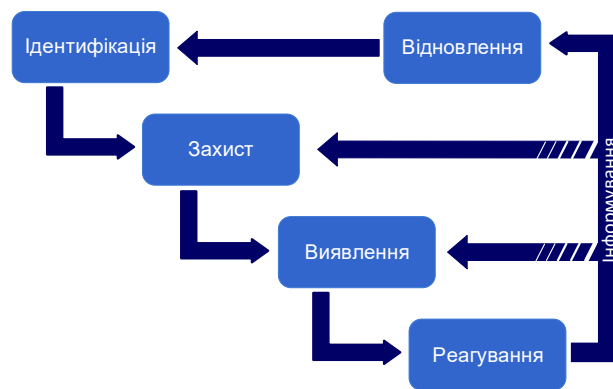 Ідентифікація
Відновлення
Захист
Інформування
Виявлення
Реагування